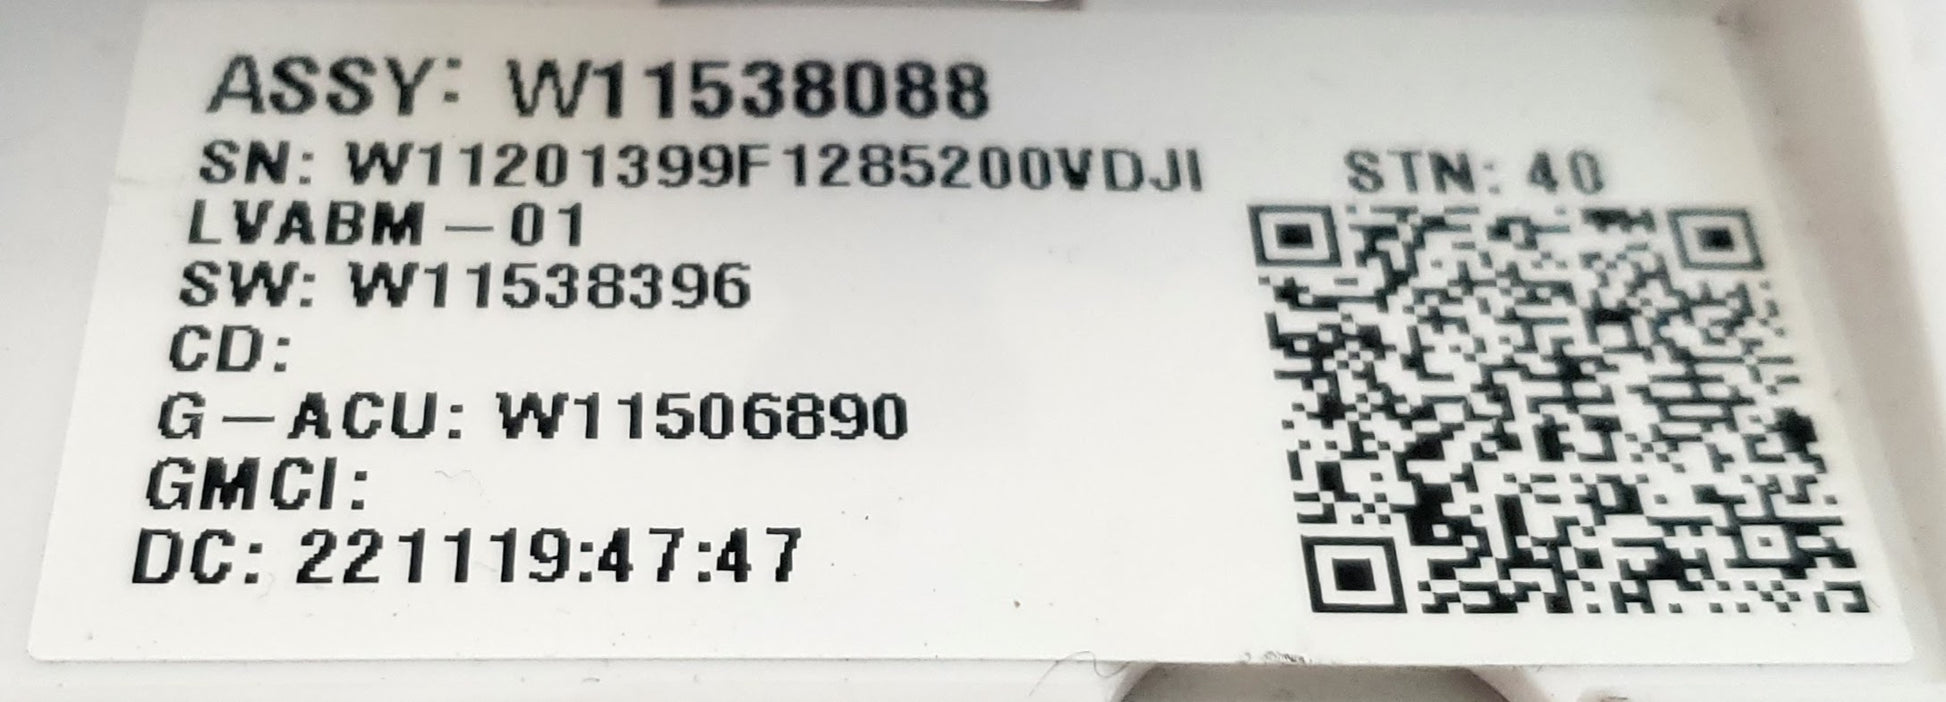 ASSY: W11538088
SN: W11201399F1285200VDJI
STN: 40
LVABM-01
SW: W11538396
CD:
G-ACU: W11506890
GMCI:
DC: 221119:47:47